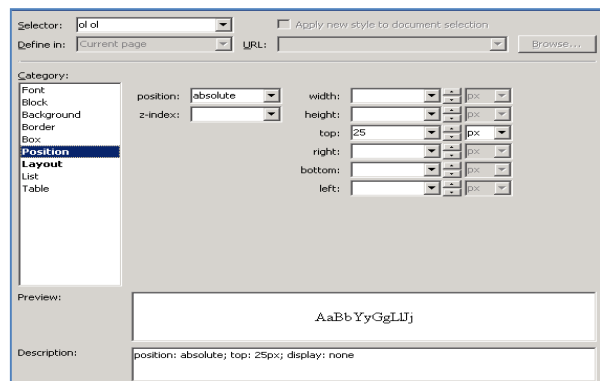 Selector: ol ol Apply new style to document selection
Define in: Current page URL: Browse...
Category:
Font
Block
Background
Border
Box
Position
Layout
List
Table
position: absolute
z-index:
width: px
height: px
top: 25 px
right: px
bottom: px
left: px
Preview:
AaBbYyGgLlJj
Description:
position: absolute; top: 25px; display: none